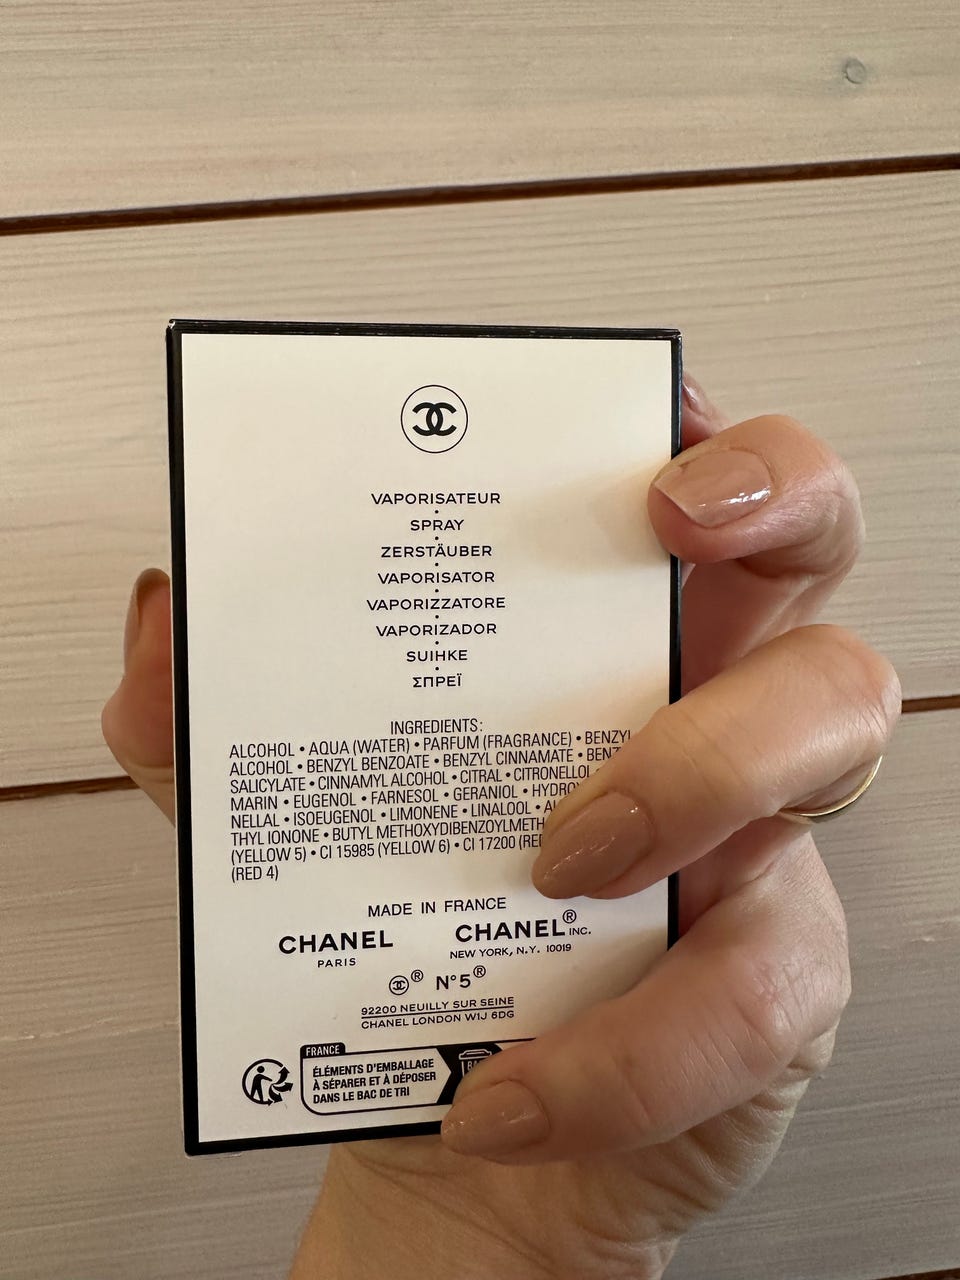 VAPORISATEUR
•
SPRAY
•
ZERSTÄUBER
•
VAPORISATOR
•
VAPORIZZATORE
•
VAPORIZADOR
•
SUIHKE
•
ΣΠΡΕΪ
INGREDIENTS:
ALCOHOL • AQUA (WATER) • PARFUM (FRAGRANCE) • BENZYL
ALCOHOL • BENZYL BENZOATE • BENZYL CINNAMATE •
SALICYLATE • CINNAMYL ALCOHOL • CITRAL • CITRONELLOL
MARIN • EUGENOL • FARNESOL • GERANIOL •
NELLAL • ISOEUGENOL • LIMONENE • LINALOOL •
THYL IONONE • BUTYL
(YELLOW 5) • CI 15985 (YELLOW 6) • CI 17200
(RED 4)
MADE IN FRANCE
CHANEL CHANEL® INC.
PARIS NEW YORK, N.Y. 10019
® N°5®
92200 NEUILLY SUR SEINE
CHANEL LONDON W1J 6DG
FRANCE
ÉLÉMENTS D'EMBALLAGE
À SÉPARER ET À DÉPOSER
DANS LE BAC DE TRI